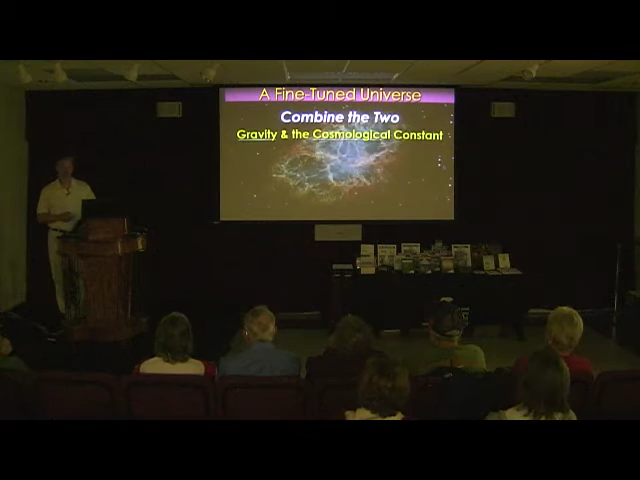 A Fine-Tuned Universe
Combine the Two
Gravity & the Cosmological Constant